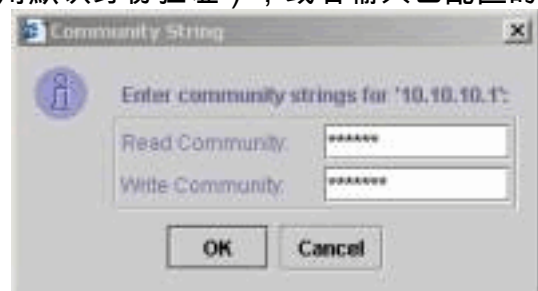 Community String
Enter community strings for '10.10.10.1':
Read Community: ******
Write Community: *******
OK Cancel